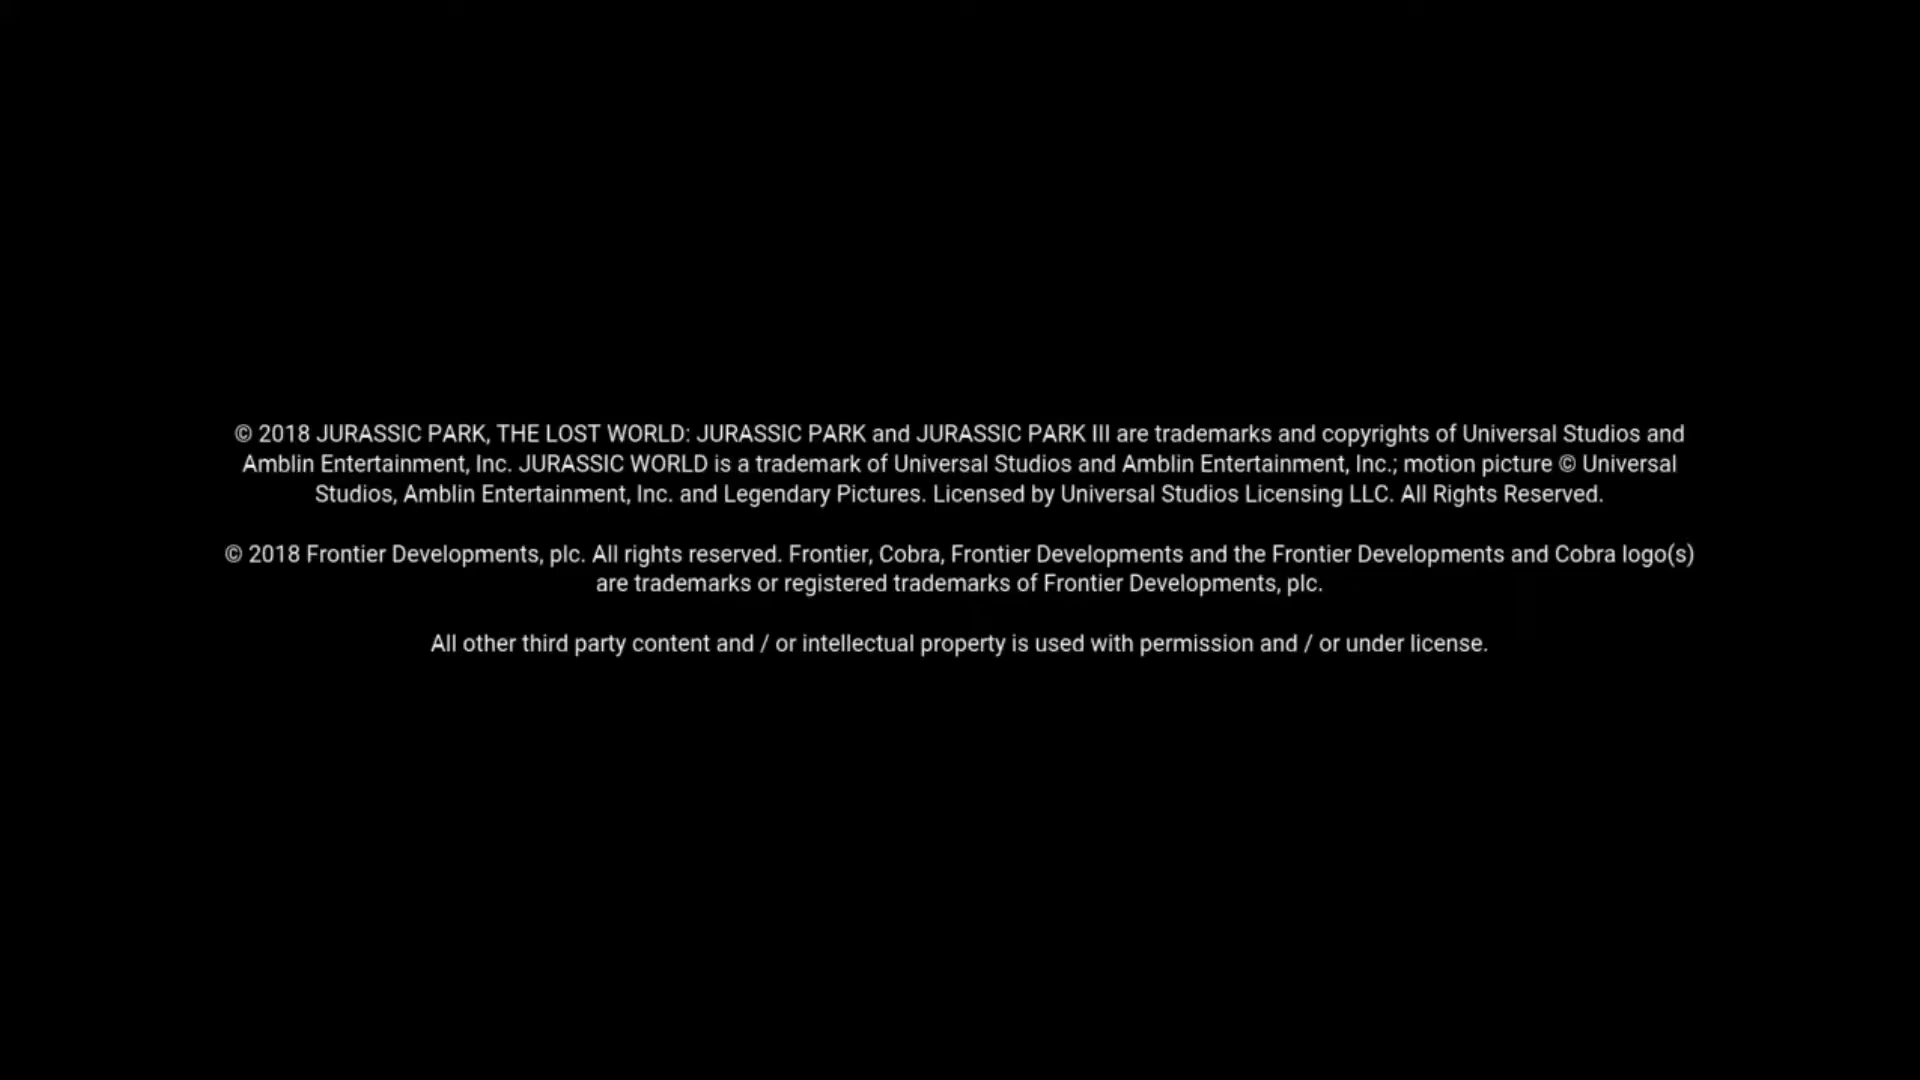 © 2018 JURASSIC PARK, THE LOST WORLD: JURASSIC PARK and JURASSIC PARK III are trademarks and copyrights of Universal Studios and
Amblin Entertainment, Inc. JURASSIC WORLD is a trademark of Universal Studios and Amblin Entertainment, Inc.; motion picture © Universal
Studios, Amblin Entertainment, Inc. and Legendary Pictures. Licensed by Universal Studios Licensing LLC. All Rights Reserved.
© 2018 Frontier Developments, plc. All rights reserved. Frontier, Cobra, Frontier Developments and the Frontier Developments and Cobra logo(s)
are trademarks or registered trademarks of Frontier Developments, plc.
All other third party content and / or intellectual property is used with permission and / or under license.